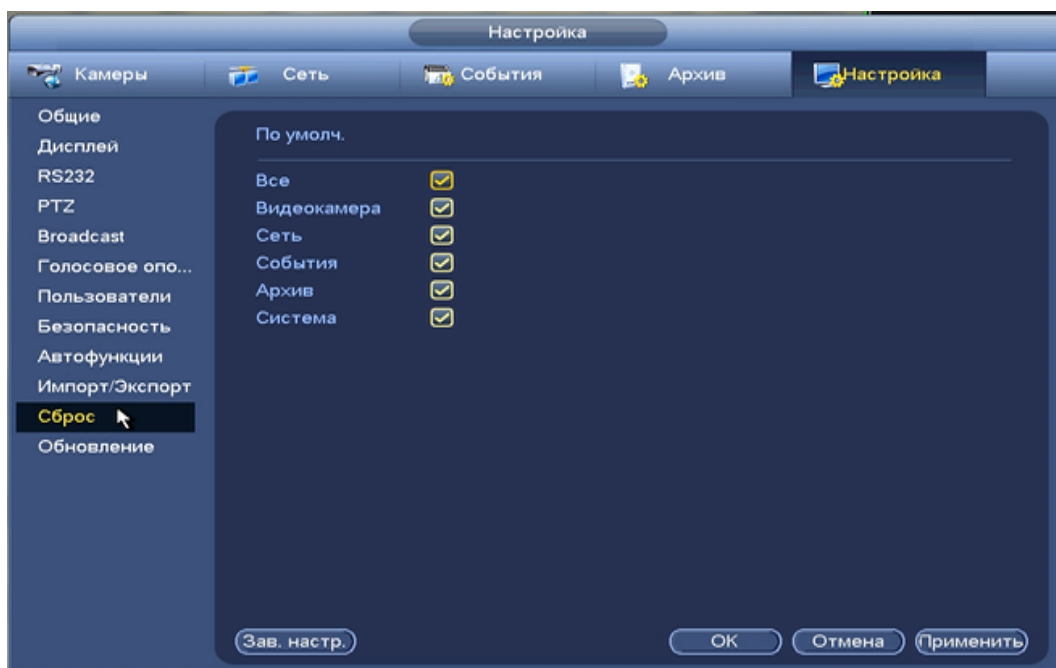 Настройка
Камеры
Сеть
События
Архив
Настройка
Общие
Дисплей
RS232
PTZ
Broadcast
Голосовое опо...
Пользователи
Безопасность
Автофункции
Импорт/Экспорт
Сброс
Обновление
По умолч.
Все
Видеокамера
Сеть
События
Архив
Система
Зав. настр.
OK
Отмена
Применить